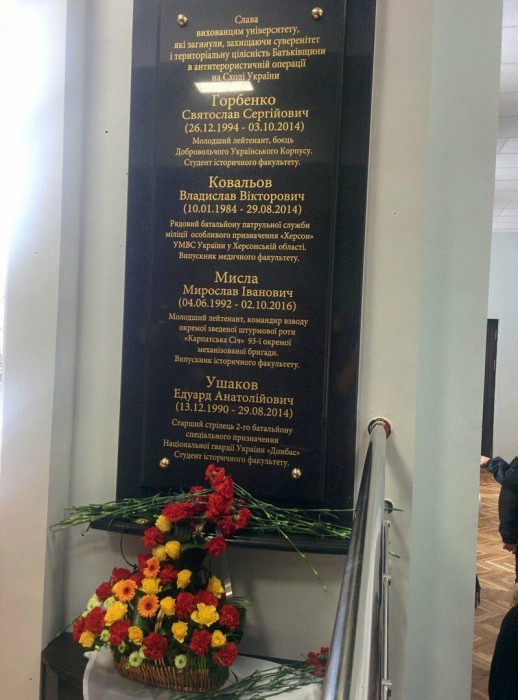 Слава
вихованцям університету,
які загинули, захищаючи суверенітет
і територіальну цілісність Батьківщини
в антитерористичній операції
на Сході України
Горбенко
Святослав Сергійович
(26.12.1994 - 03.10.2014)
Молодший лейтенант, боєць
Добровольчого Українського Корпусу.
Студент історичного факультету.
Ковальов
Владислав Вікторович
(10.01.1984 - 29.08.2014)
Рядовий батальйону патрульної служби
міліції особливого призначення «Херсон»
УМВС України у Херсонській області.
Випускник медичного факультету.
Мисла
Мирослав Іванович
(04.06.1992 - 02.10.2016)
Молодший лейтенант, командир взводу
окремої зведеної штурмової роти
«Карпатська Січ» 93-ї окремої
механізованої бригади.
Випускник історичного факультету.
Ушаков
Едуард Анатолійович
(13.12.1990 - 29.08.2014)
Старший стрілець 2-го батальйону
спеціального призначення
Національної гвардії України «Донбас»
Студент історичного факультету.